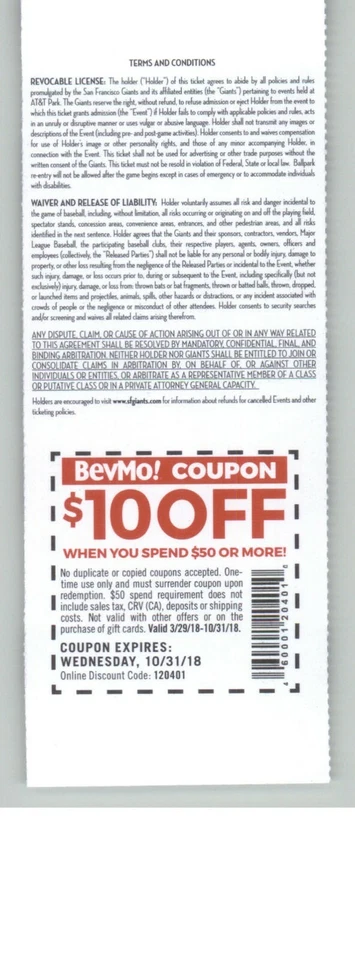 TERMS AND CONDITIONS
REVOCABLE LICENSE: The holder ("Holder") of this ticket agrees to abide by all policies and rules
promulgated by the San Francisco Giants and its affiliated entities (the "Giants") pertaining to events held at
AT&T Park. The Giants reserve the right, without refund, to refuse admission or eject Holder from the event to
which this ticket grants admission (the "Event") if Holder fails to comply with applicable policies and rules, acts
in an unruly or disruptive manner or uses vulgar or abusive language. Holder shall not transmit any images or
descriptions of the Event (including pre- and post-game activities). Holder consents to and waives compensation
for use of Holder's image or other personality rights, and those of any minor accompanying Holder, in
connection with the Event. This ticket shall not be used for advertising or other trade purposes without the
written consent of the Giants. This ticket must not be resold in violation of Federal, State or local law. Ballpark
re-entry will not be allowed after the game begins except in cases of emergency or to accommodate individuals
with disabilities.
WAIVER AND RELEASE OF LIABILITY: Holder voluntarily assumes all risk and danger incidental to
the game of baseball, including, without limitation, all risks occurring or originating on and off the playing field,
spectator stands, concession areas, convenience areas, entrances, and other pedestrian areas, and all risks
identified in the next sentence. Holder agrees that the Giants and their sponsors, contractors, vendors, Major
League Baseball, the participating baseball clubs, their respective players, agents, owners, officers and
employees (collectively, the "Released Parties") shall not be liable for any personal or bodily injury, damage to
property, or other loss resulting from the negligence of the Released Parties or incidental to the Event, whether
such injury, damage, or loss occurs prior to, during or subsequent to the Event, including specifically (but not
exclusively) injury, damage, or loss from: thrown bats or bat fragments, thrown or batted balls, thrown, dropped,
or launched items and projectiles, animals, spills, other hazards or distractions, or any incident associated with
crowds of people or the negligence or misconduct of other attendees. Holder consents to security searches
and/or screening and waives all related claims arising therefrom.
ANY DISPUTE, CLAIM, OR CAUSE OF ACTION ARISING OUT OF OR IN ANY WAY RELATED
TO THIS AGREEMENT SHALL BE RESOLVED BY MANDATORY, CONFIDENTIAL, FINAL, AND
BINDING ARBITRATION. NEITHER HOLDER NOR GIANTS SHALL BE ENTITLED TO JOIN OR
CONSOLIDATE CLAIMS IN ARBITRATION BY, ON BEHALF OF, OR AGAINST OTHER
INDIVIDUALS OR ENTITIES, OR ARBITRATE AS A REPRESENTATIVE MEMBER OF A CLASS
OR PUTATIVE CLASS OR IN A PRIVATE ATTORNEY GENERAL CAPACITY.
Holders are encouraged to visit www.sfgiants.com for information about refunds for cancelled Events and other
ticketing policies.
BevMo! COUPON
$10 OFF
WHEN YOU SPEND $50 OR MORE!
No duplicate or copied coupons accepted. One-
time use only and must surrender coupon upon
redemption. $50 spend requirement does not
include sales tax, CRV (CA), deposits or shipping
costs. Not valid with other offers or on the
purchase of gift cards. Valid 3/29/18-10/31/18.
COUPON EXPIRES:
WEDNESDAY, 10/31/18
Online Discount Code: 120401
4 60000 120401 0